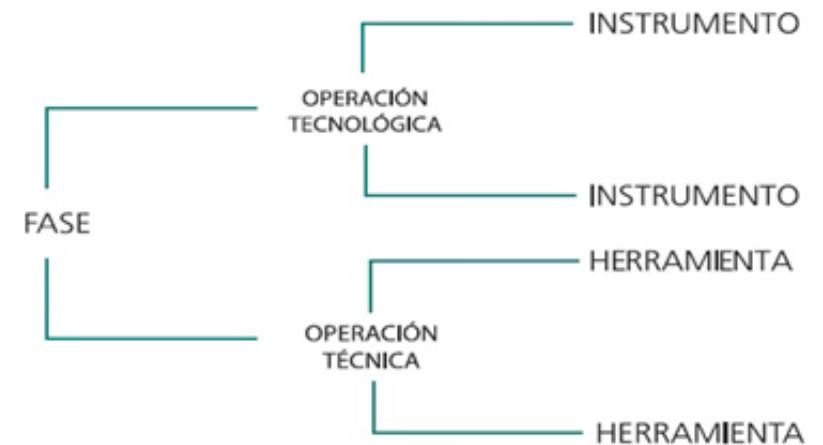 INSTRUMENTO
OPERACIÓN
TECNOLÓGICA
INSTRUMENTO
FASE
HERRAMIENTA
OPERACIÓN
TÉCNICA
HERRAMIENTA